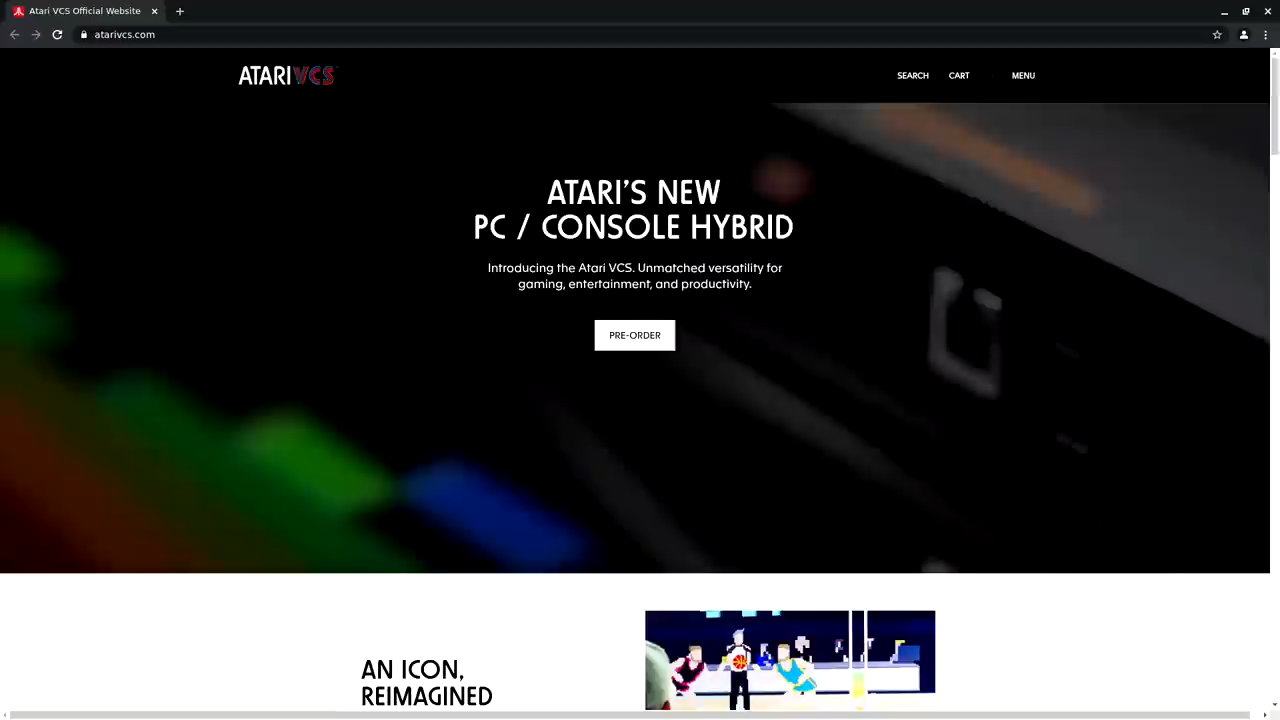 Atari VCS Official Website
atarivcs.com
ATARI VCS
SEARCH
CART
MENU
ATARI'S NEW
PC / CONSOLE HYBRID
Introducing the Atari VCS. Unmatched versatility for
gaming, entertainment, and productivity.
PRE-ORDER
AN ICON,
REIMAGINED